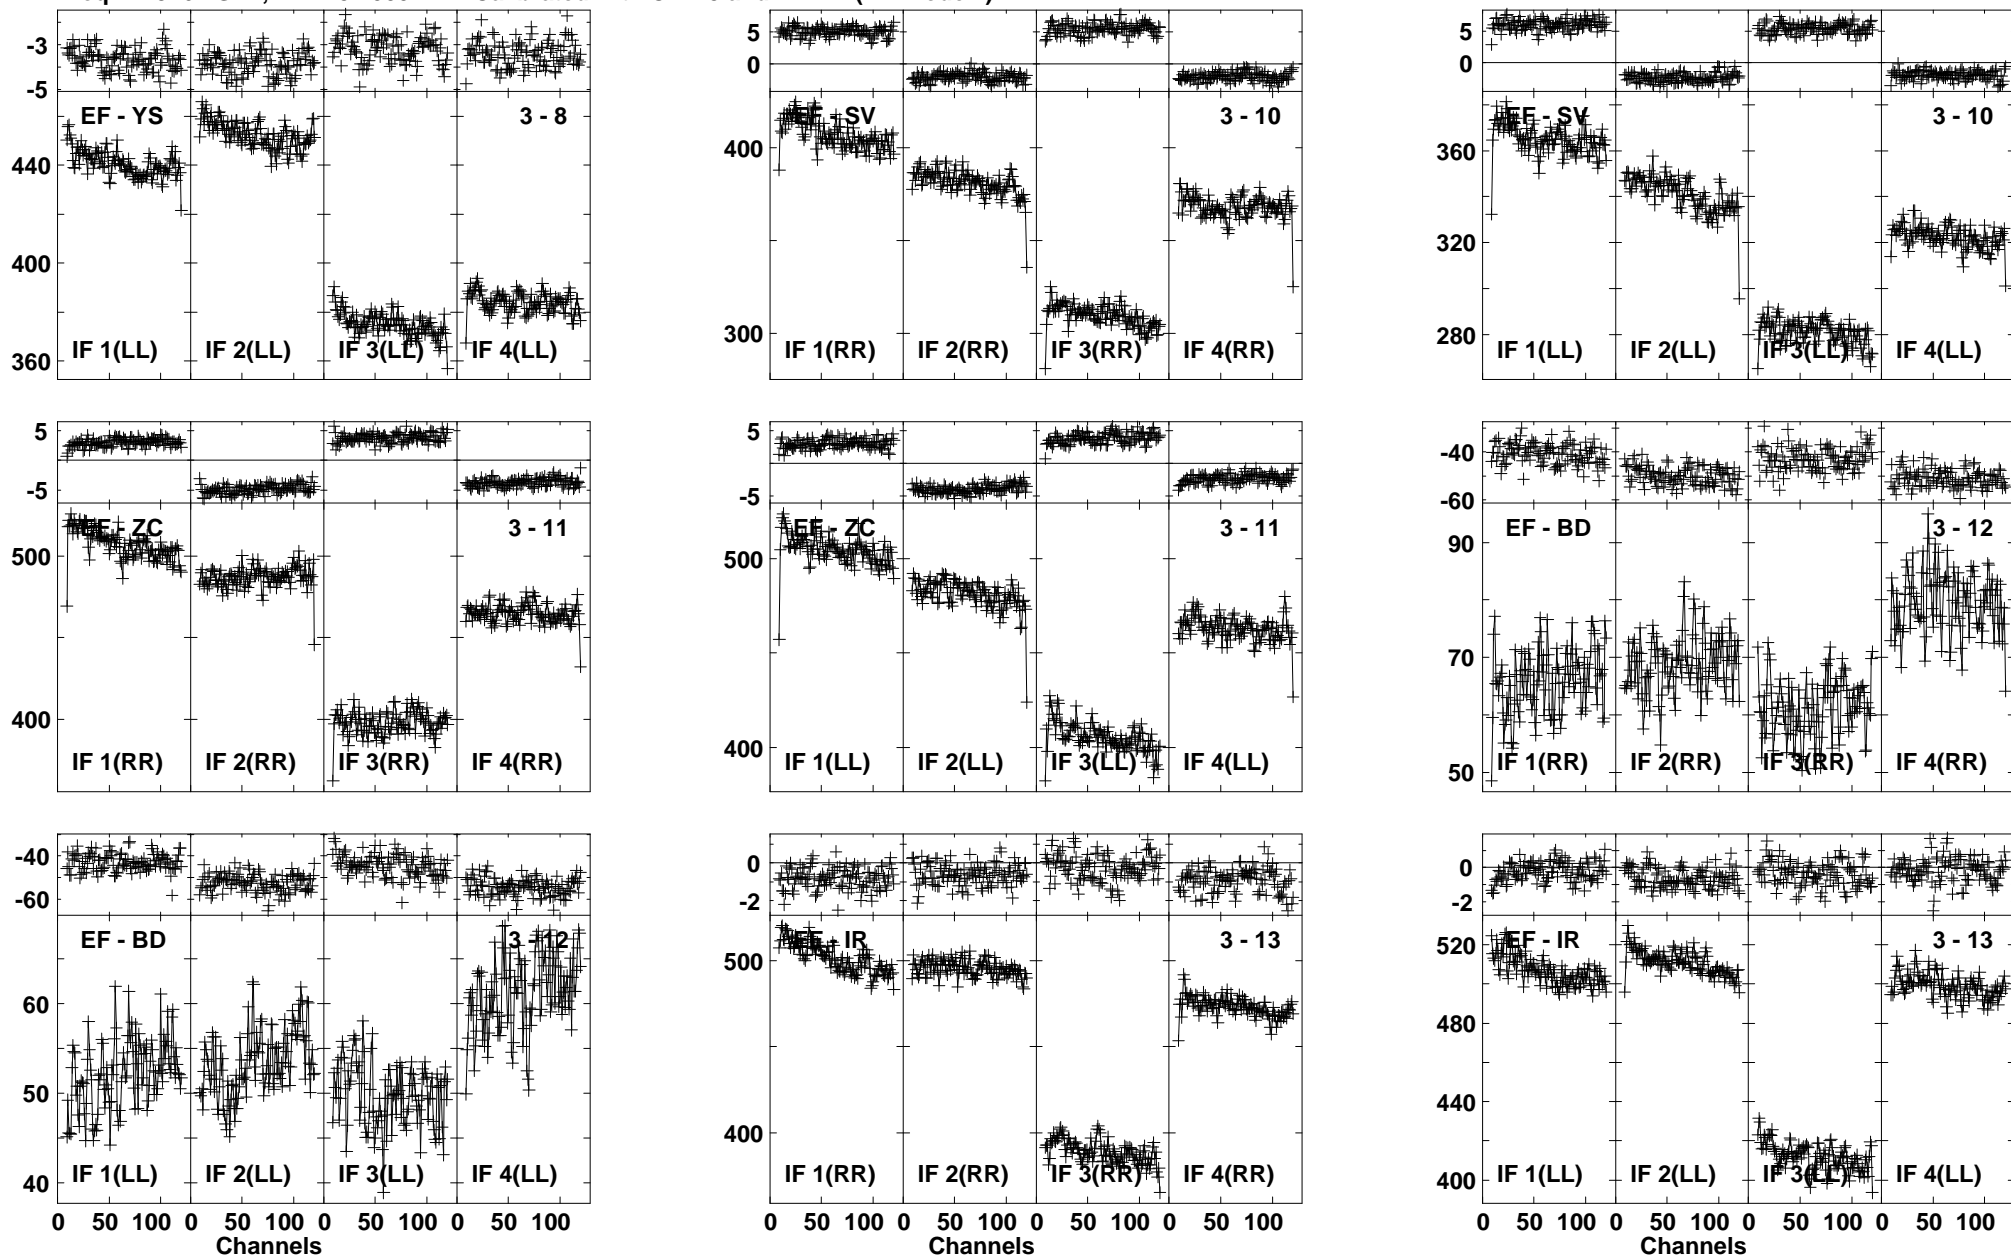 -3
-5
EF - YS
3 - 8
440
400
360
IF 1(LL)
IF 2(LL)
IF 3(LL)
IF 4(LL)
5
0
EF - SV
3 - 10
400
300
IF 1(RR)
IF 2(RR)
IF 3(RR)
IF 4(RR)
5
0
EF - SV
3 - 10
360
320
280
IF 1(LL)
IF 2(LL)
IF 3(LL)
IF 4(LL)
5
-5
EF - ZC
3 - 11
500
400
IF 1(RR)
IF 2(RR)
IF 3(RR)
IF 4(RR)
5
-5
EF - ZC
3 - 11
500
400
IF 1(LL)
IF 2(LL)
IF 3(LL)
IF 4(LL)
-40
-60
EF - BD
3 - 12
90
70
50
IF 1(RR)
IF 2(RR)
IF 3(RR)
IF 4(RR)
-40
-60
EF - BD
3 - 12
60
50
40
IF 1(LL)
IF 2(LL)
IF 3(LL)
IF 4(LL)
0 50 100 0 50 100 0 50 100 0 50 100
Channels
0
-2
EF - IR
3 - 13
500
400
IF 1(RR)
IF 2(RR)
IF 3(RR)
IF 4(RR)
0 50 100 0 50 100 0 50 100 0 50 100
Channels
0
-2
EF - IR
3 - 13
520
480
440
400
IF 1(LL)
IF 2(LL)
IF 3(LL)
IF 4(LL)
0 50 100 0 50 100 0 50 100 0 50 100
Channels